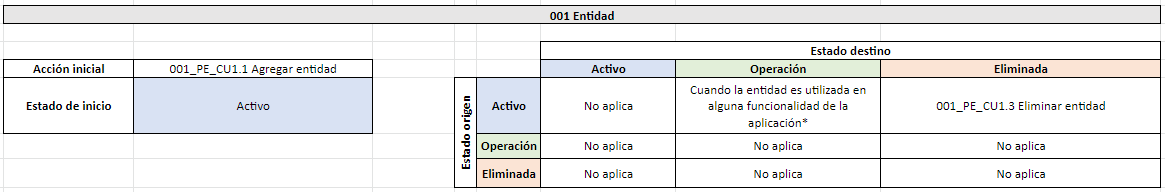 001 Entidad
Estado destino
Acción inicial 001_PE_CU1.1 Agregar entidad Activo Operación Eliminada
Estado de inicio Activo Estado origen Activo No aplica Cuando la entidad es utilizada en
alguna funcionalidad de la
aplicación* 001_PE_CU1.3 Eliminar entidad
Operación No aplica No aplica No aplica
Eliminada No aplica No aplica No aplica